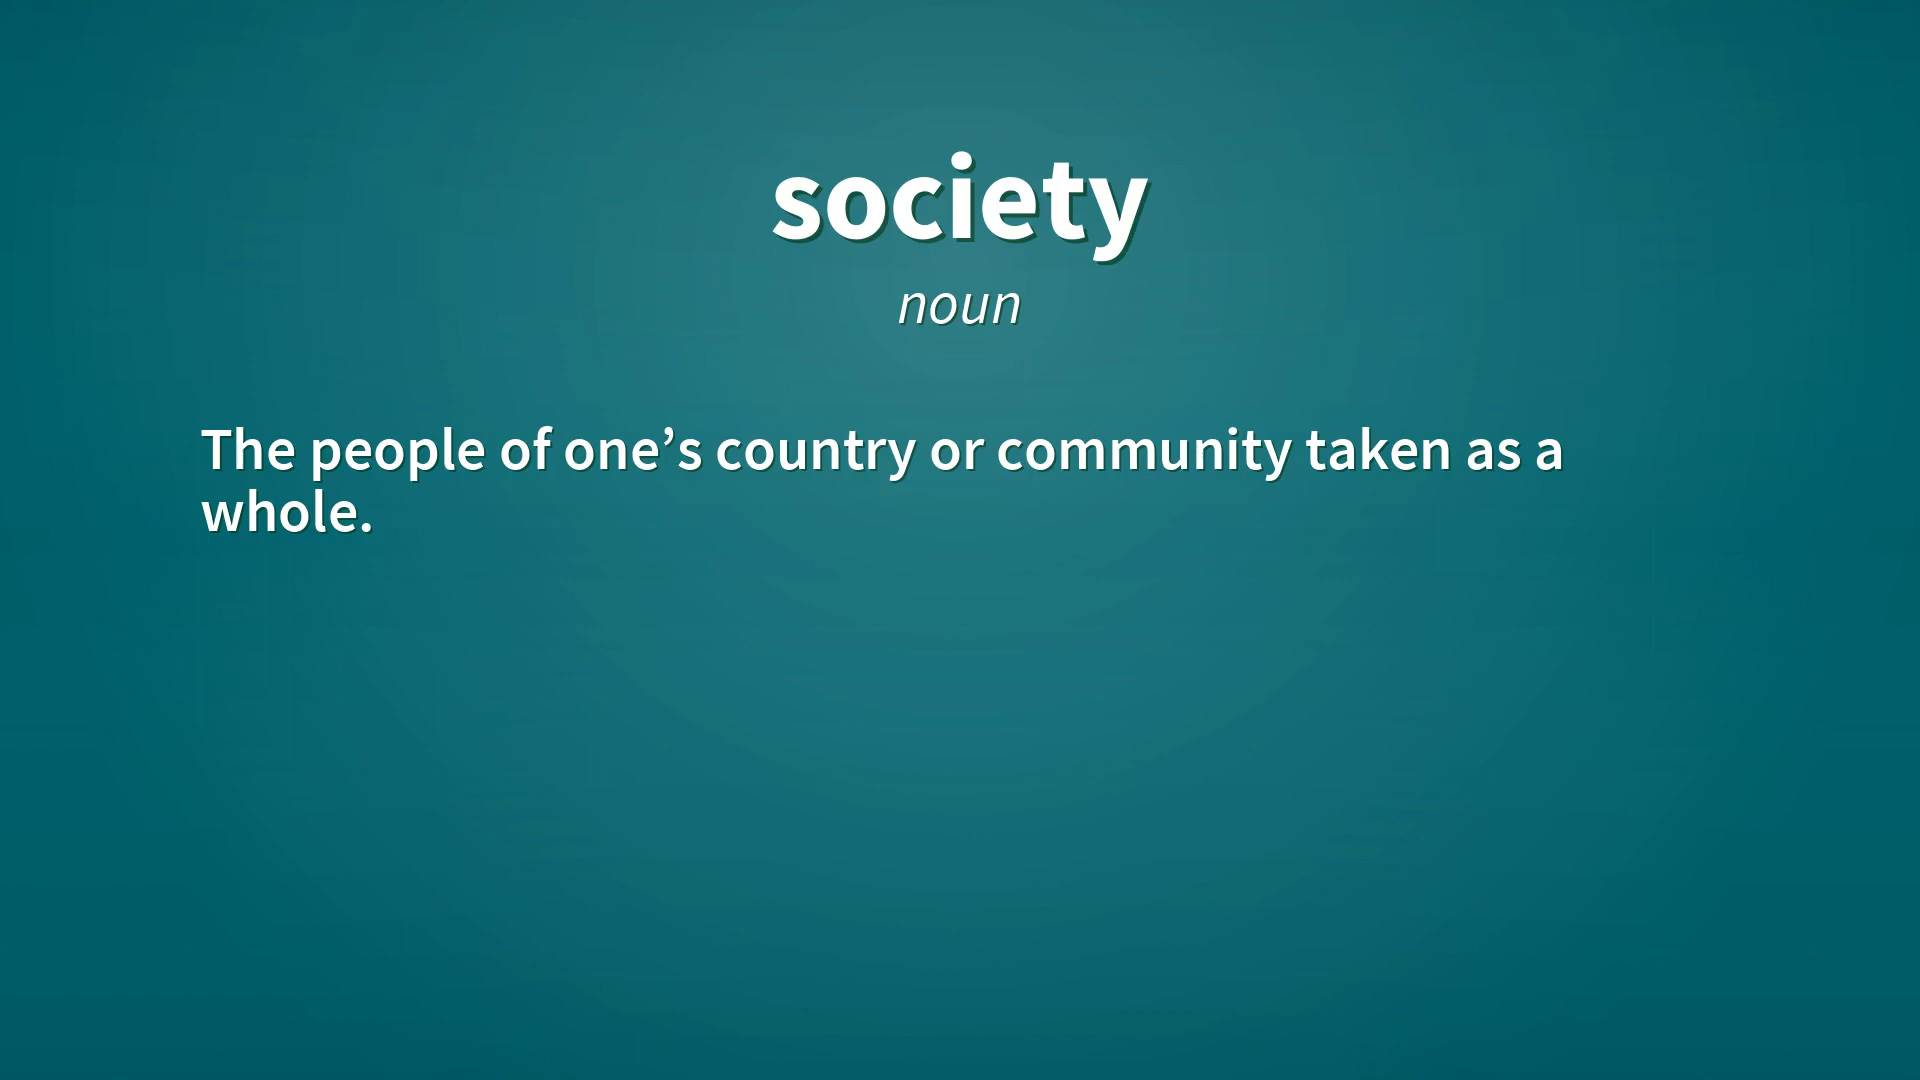 society
noun
The people of one’s country or community taken as a
whole.